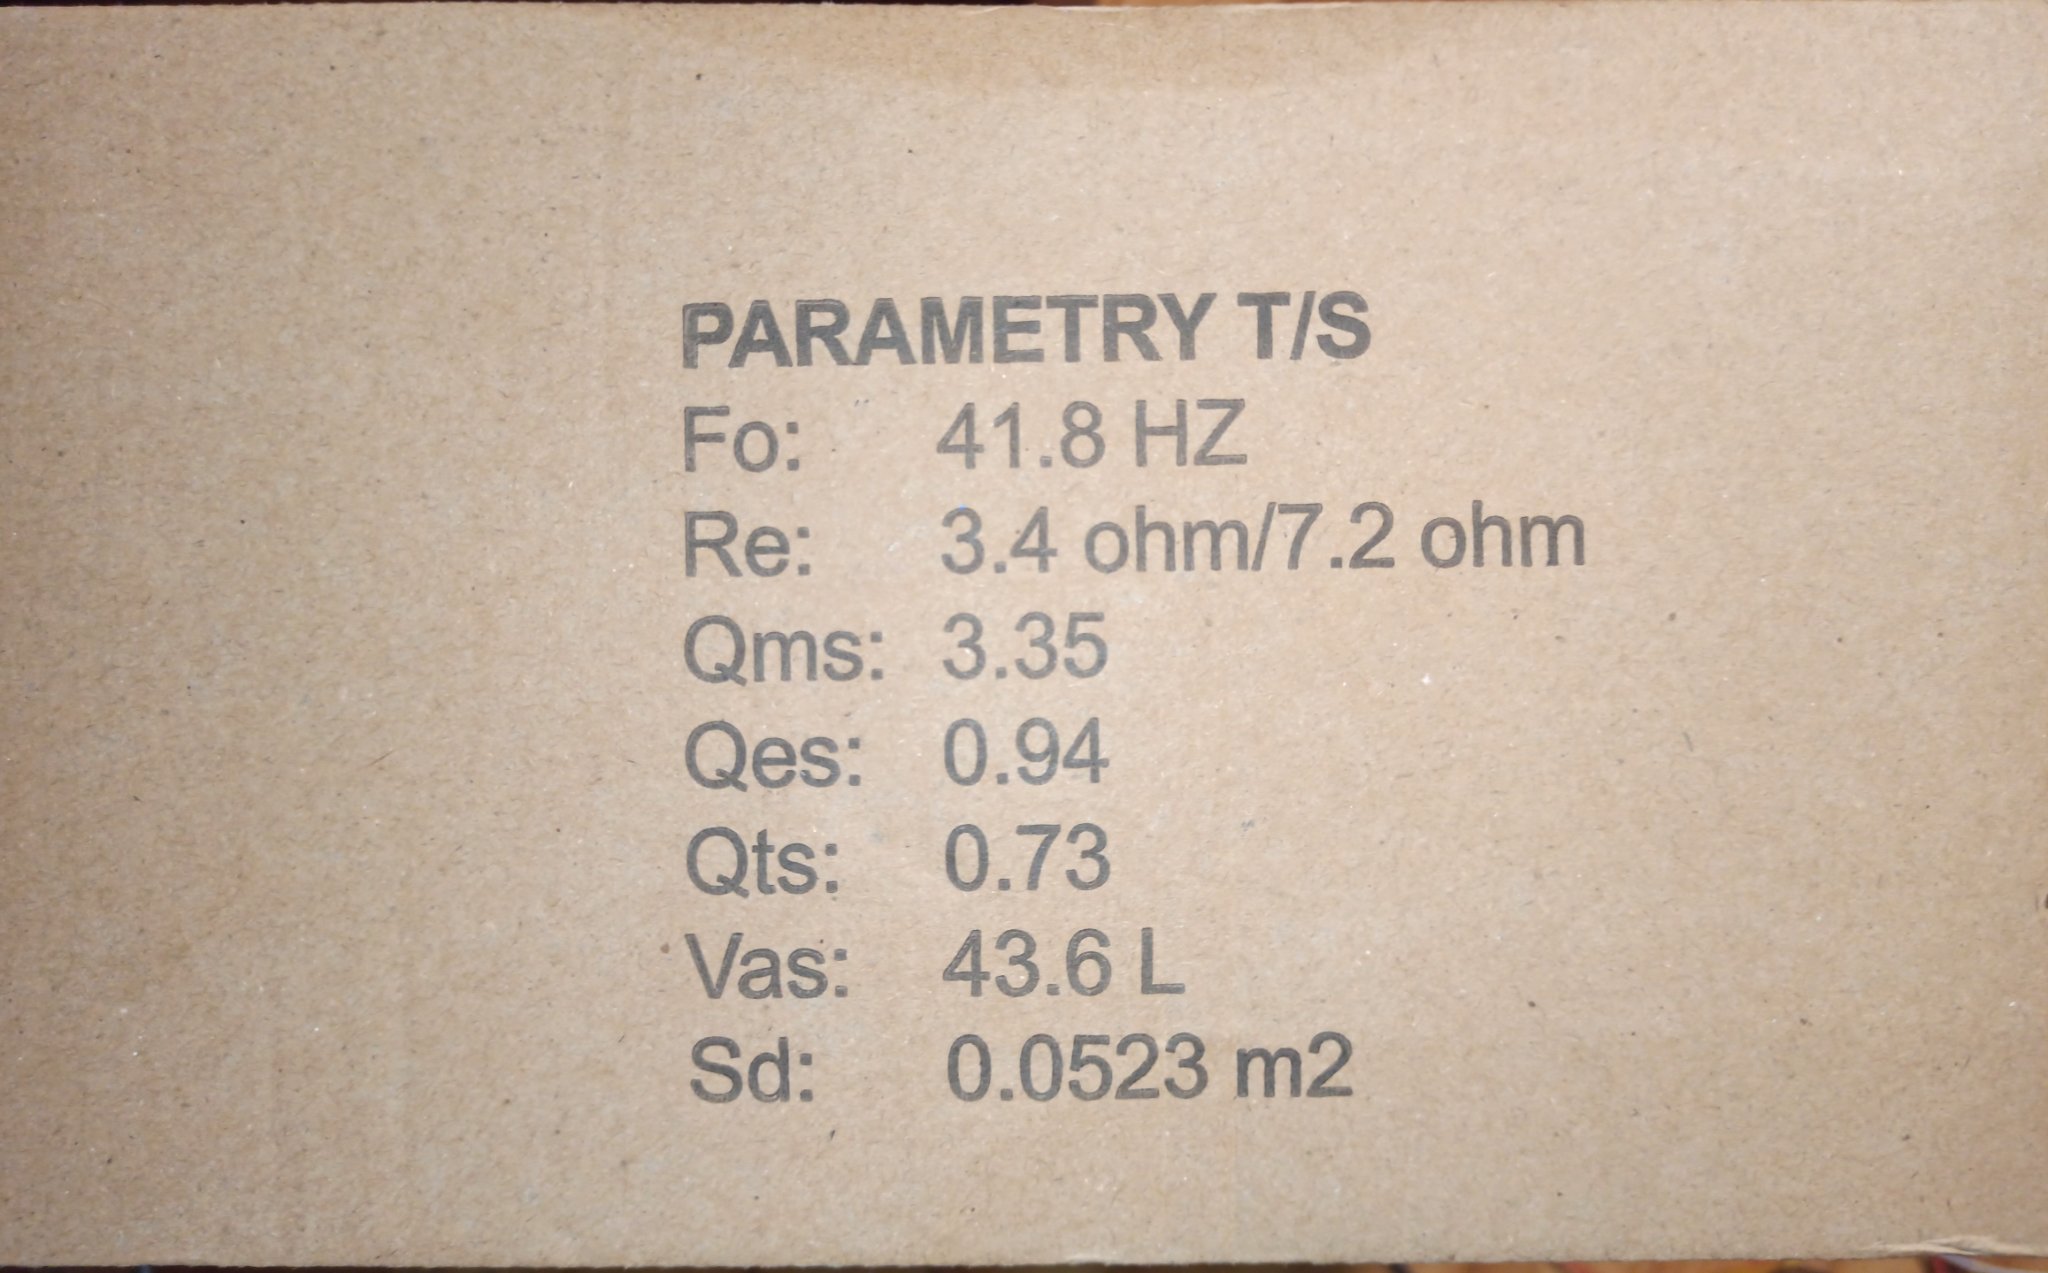 PARAMETRY T/S
Fo: 41.8 HZ
Re: 3.4 ohm/7.2 ohm
Qms: 3.35
Qes: 0.94
Qts: 0.73
Vas: 43.6 L
Sd: 0.0523 m2